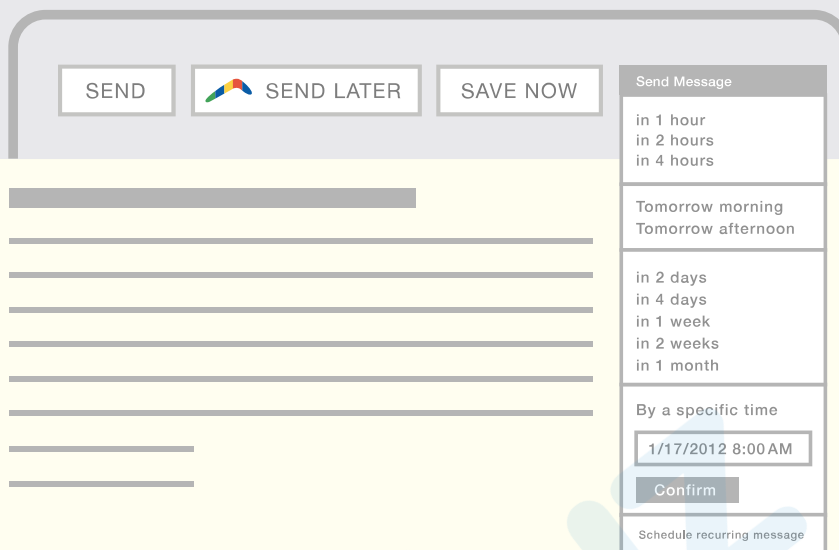 SEND
SEND LATER
SAVE NOW
Send Message
in 1 hour
in 2 hours
in 4 hours
Tomorrow morning
Tomorrow afternoon
in 2 days
in 4 days
in 1 week
in 2 weeks
in 1 month
By a specific time
1/17/2012 8:00 AM
Confirm
Schedule recurring message